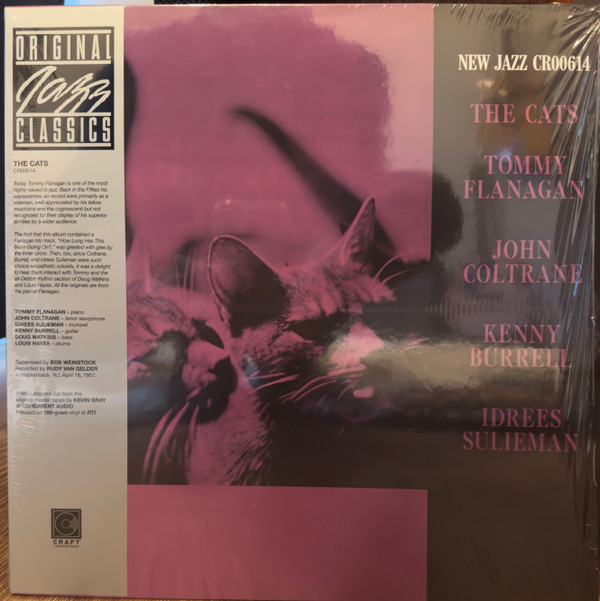 ORIGINAL
Jazz
CLASSICS
THE CATS
CR00614
Today Tommy Flanagan is one of the most
highly valued in jazz. Back in the Fifties his
appearances on record were primarily as a
sideman, well-appreciated by his fellow
musicians and the cognoscenti but not
recognized for their display of his superior
abilities by a wider audience.
The fact that this album contained a
Flanagan trio track, "How Long Has This
Been Going On?," was greeted with glee by
the inner circle. Then, too, since Coltrane,
Burrell, and Idrees Sulieman were such
choice empathetic soloists, it was a delight
to hear them interact with Tommy and the
all-Detroit rhythm section of Doug Watkins
and Louis Hayes. All the originals are from
the pen of Flanagan.
TOMMY FLANAGAN – piano
JOHN COLTRANE – tenor saxophone
IDREES SULIEMAN – trumpet
KENNY BURRELL – guitar
DOUG WATKINS – bass
LOUIS HAYES – drums
Supervised by BOB WEINSTOCK
Recorded by RUDY VAN GELDER
in Hackensack, NJ; April 18, 1957.
Lacquers cut from the
original master tapes by KEVIN GRAY
at COHEARENT AUDIO
Pressed on 180-gram vinyl at RTI
C
CRAFT
RECORDINGS
NEW JAZZ CR00614
THE CATS
TOMMY
FLANAGAN
JOHN
COLTRANE
KENNY
BURRELL
IDREES
SULIEMAN